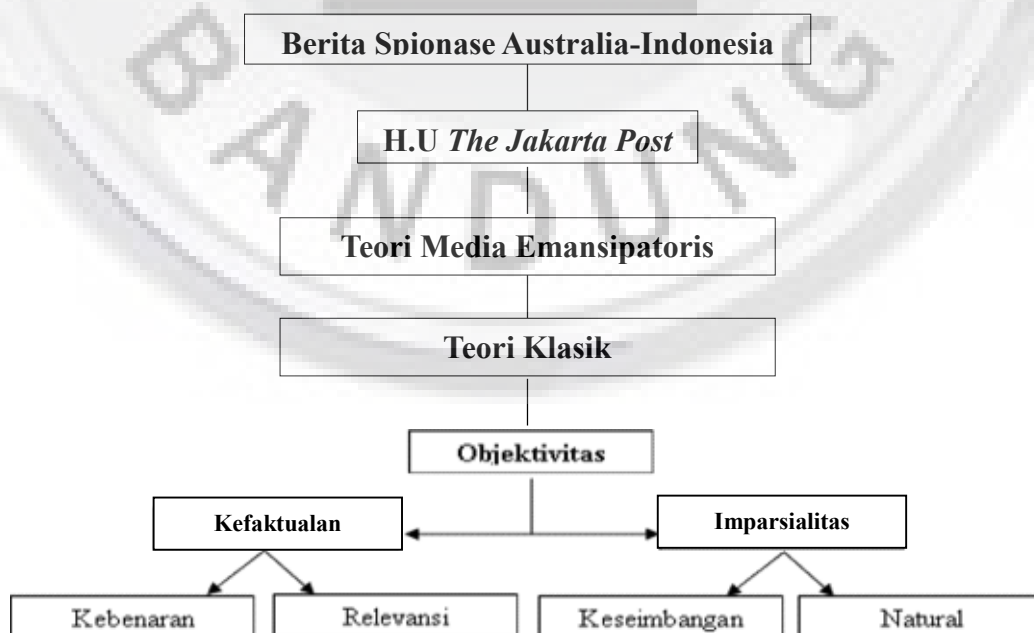 BANDUNG
Berita Spionase Australia-Indonesia
H.U The Jakarta Post
Teori Media Emansipatoris
Teori Klasik
Objektivitas
Kefaktualan
Imparsialitas
Kebenaran
Relevansi
Keseimbangan
Natural